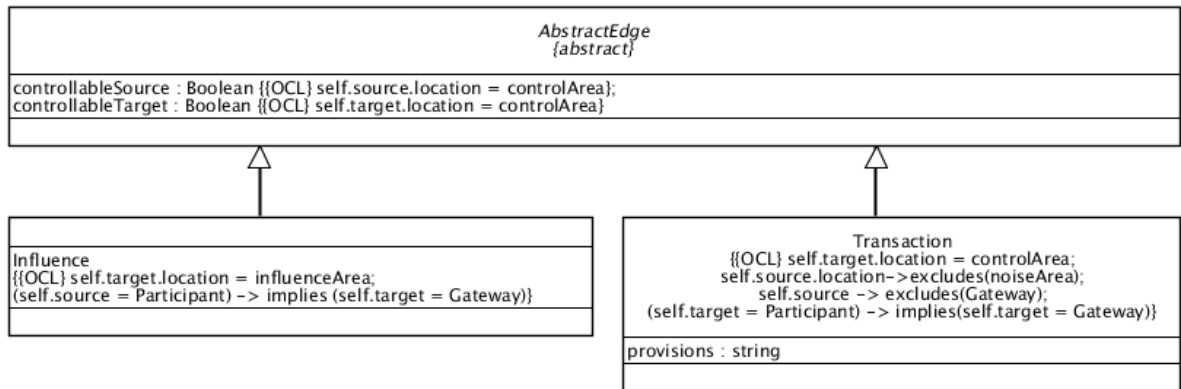 AbstractEdge
{abstract}
controllableSource : Boolean {{OCL} self.source.location = controlArea};
controllableTarget : Boolean {{OCL} self.target.location = controlArea}
Influence
{{OCL} self.target.location = influenceArea;
(self.source = Participant) -> implies (self.target = Gateway)}
Transaction
{{OCL} self.target.location = controlArea;
self.source.location->excludes(noiseArea);
self.source -> excludes(Gateway);
(self.target = Participant) -> implies(self.target = Gateway)}
provisions : string